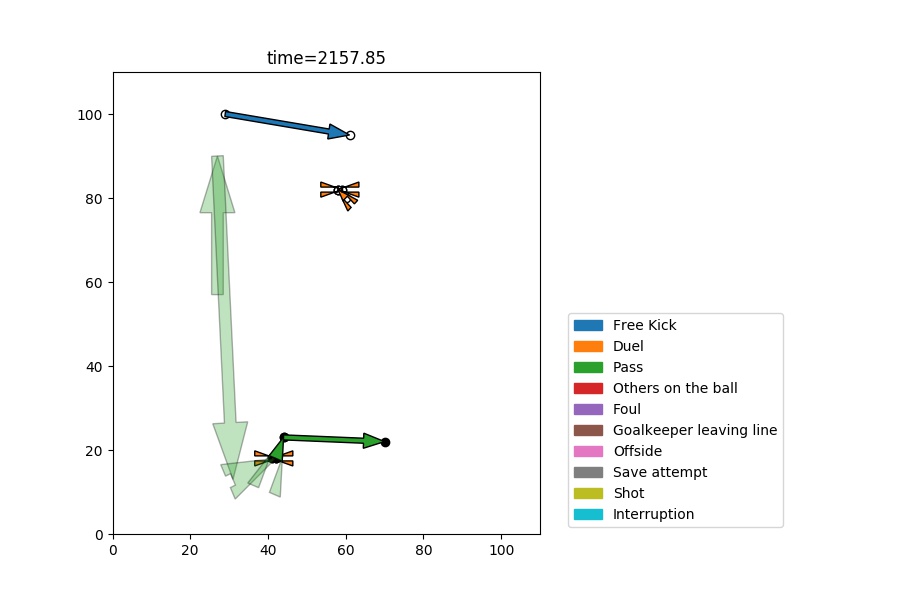 time=2157.85
100
80
60
40
20
0
0 20 40 60 80 100
Free Kick
Duel
Pass
Others on the ball
Foul
Goalkeeper leaving line
Offside
Save attempt
Shot
Interruption